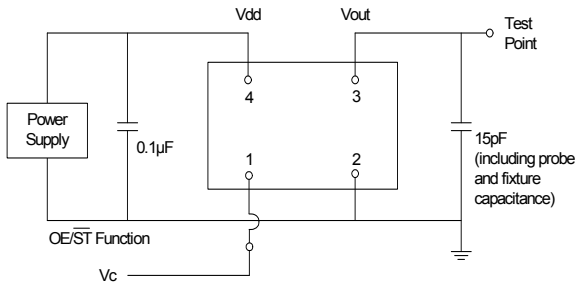 Vdd
Vout
Test
Point
4
3
Power
Supply
0.1µF
1
2
15pF
(including probe
and fixture
capacitance)
OE/S̅T̅ Function
Vc